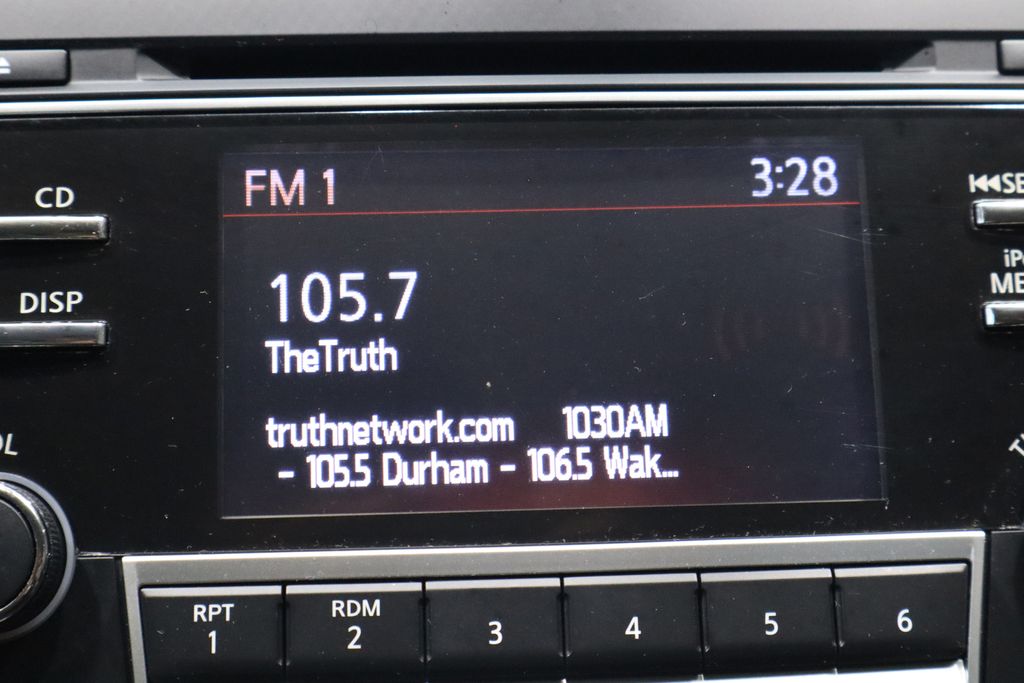 CD
DISP
FM 1
3:28
105.7
TheTruth
truthnetwork.com 1030AM
- 105.5 Durham - 106.5 Wak...
RPT
1
RDM
2
3
4
5
6